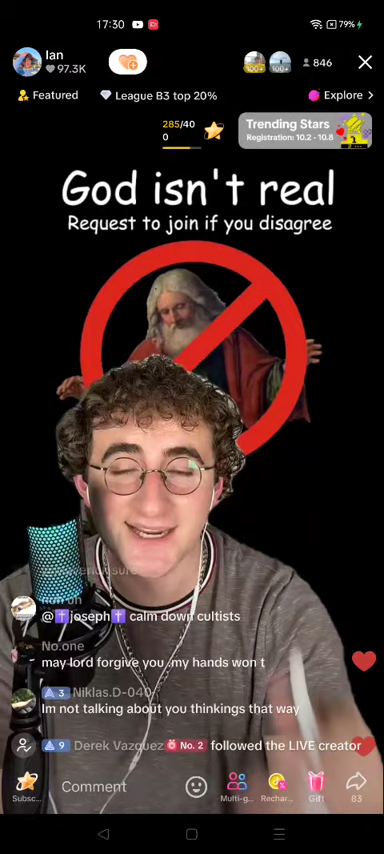 17:30
79%
Ian
97.3K
100+
100+
846
Featured
League B3 top 20%
Explore
285/40
0
Trending Stars
Registration: 10.2 - 10.8
God isn't real
Request to join if you disagree
@✝️joseph✝️ calm down cultists
No.one
may lord forgive you ,my hands won t
3 Niklas.D-040
Im not talking about you thinkings that way
9 Derek Vazquez No. 2 followed the LIVE creator
Comment
Subsc...
Multi-g...
Rechar...
Gift
83